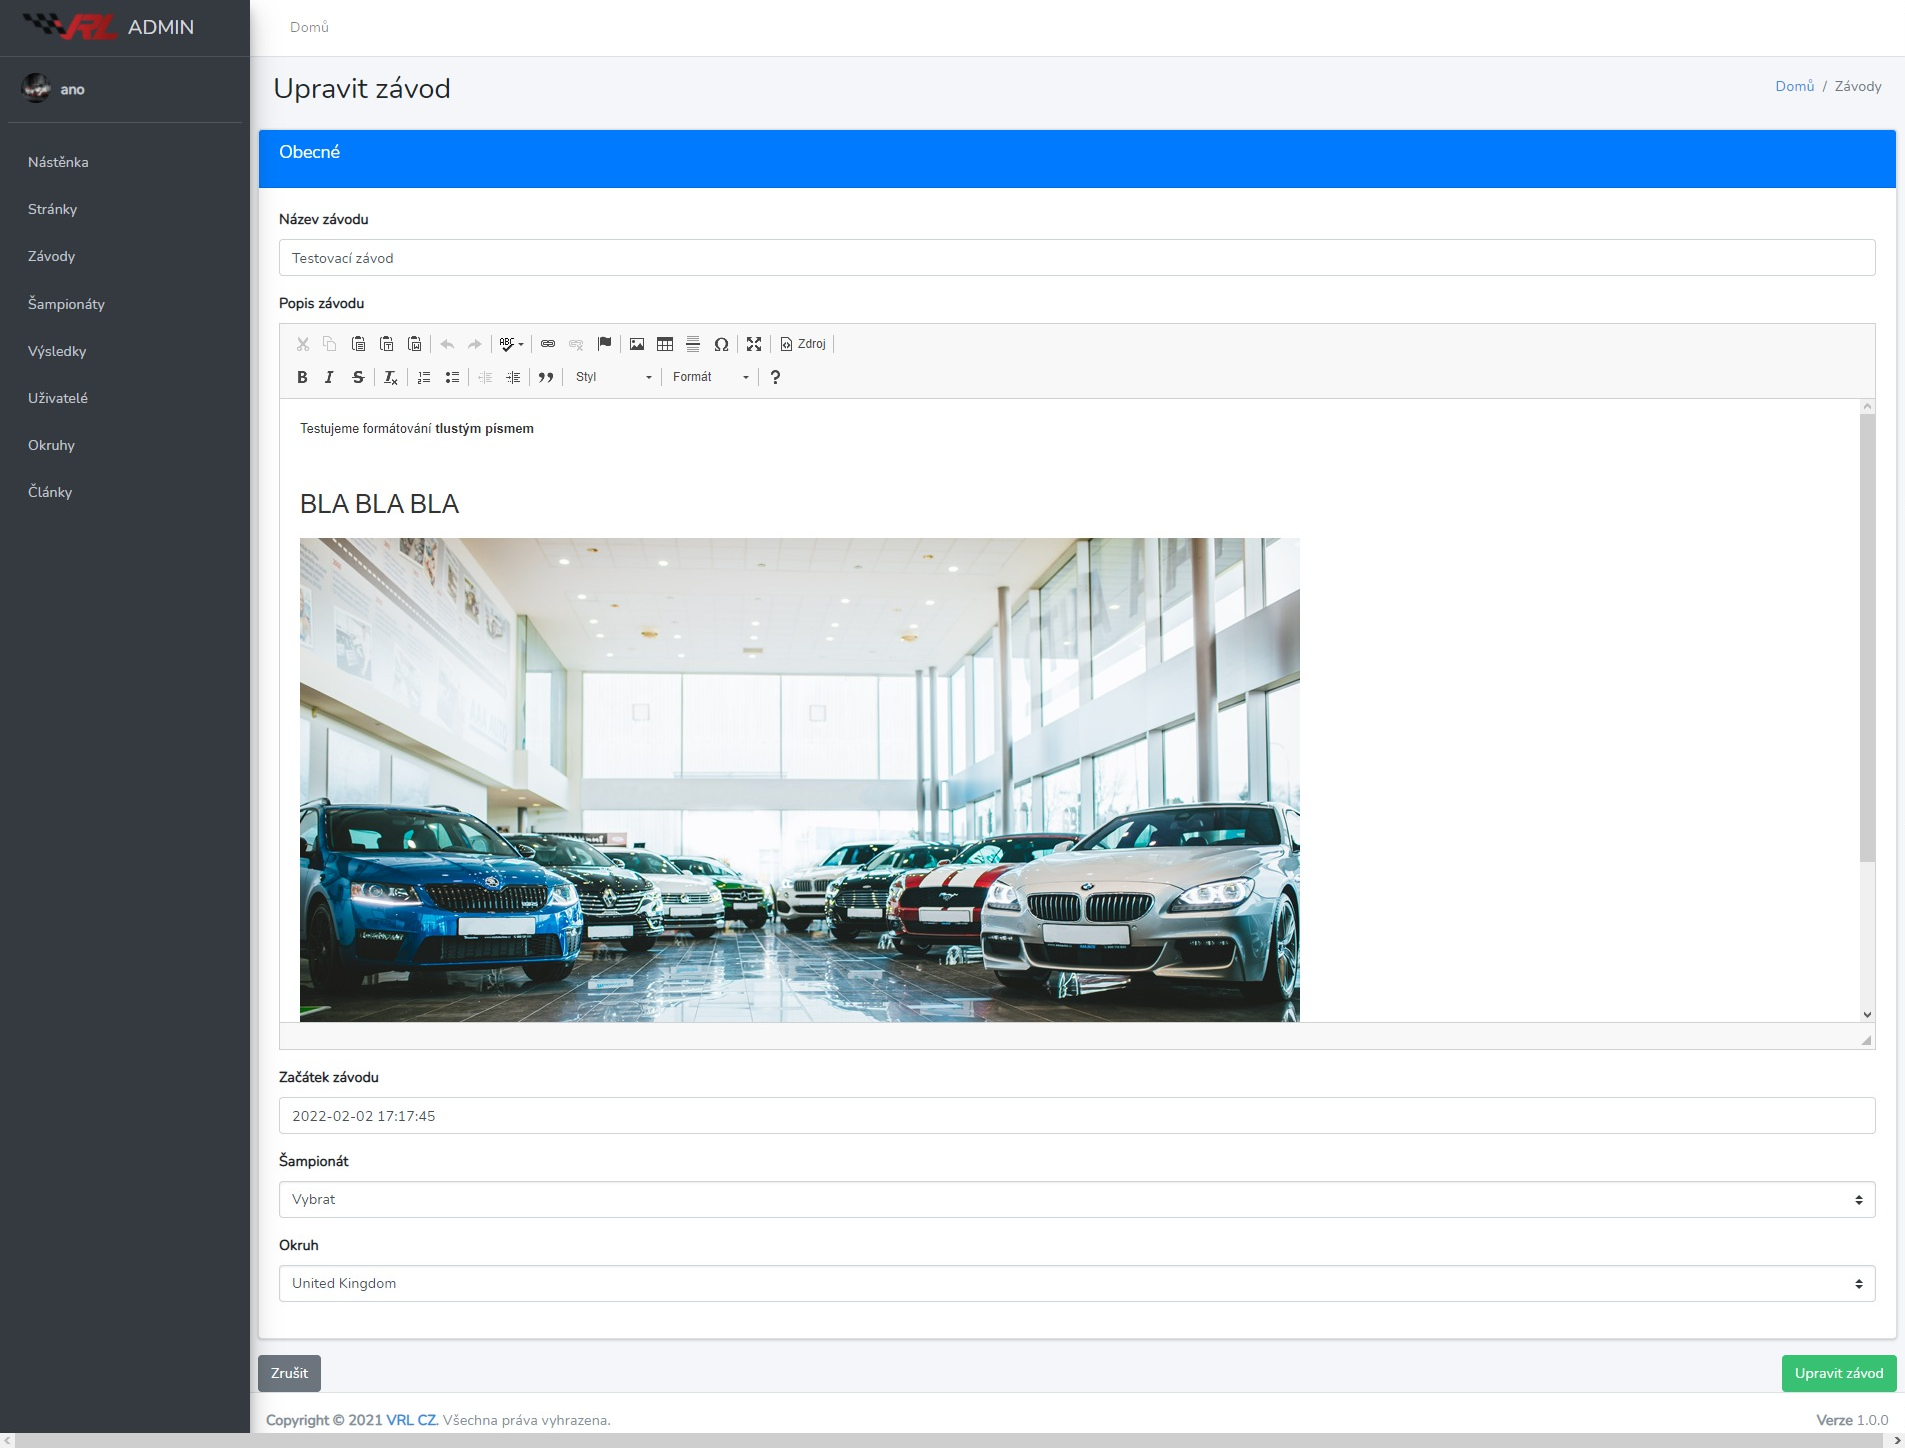 VRL ADMIN
Domů
ano
Nástěnka
Stránky
Závody
Šampionáty
Výsledky
Uživatelé
Okruhy
Články
Upravit závod
Domů / Závody
Obecné
Název závodu
Testovací závod
Popis závodu
ABC
Zdroj
B I S
Styl
Formát
?
Testujeme formátování tlustým písmem
BLA BLA BLA
Začátek závodu
2022-02-02 17:17:45
Šampionát
Vybrat
Okruh
United Kingdom
Zrušit
Upravit závod
Copyright © 2021 VRL CZ. Všechna práva vyhrazena.
Verze 1.0.0